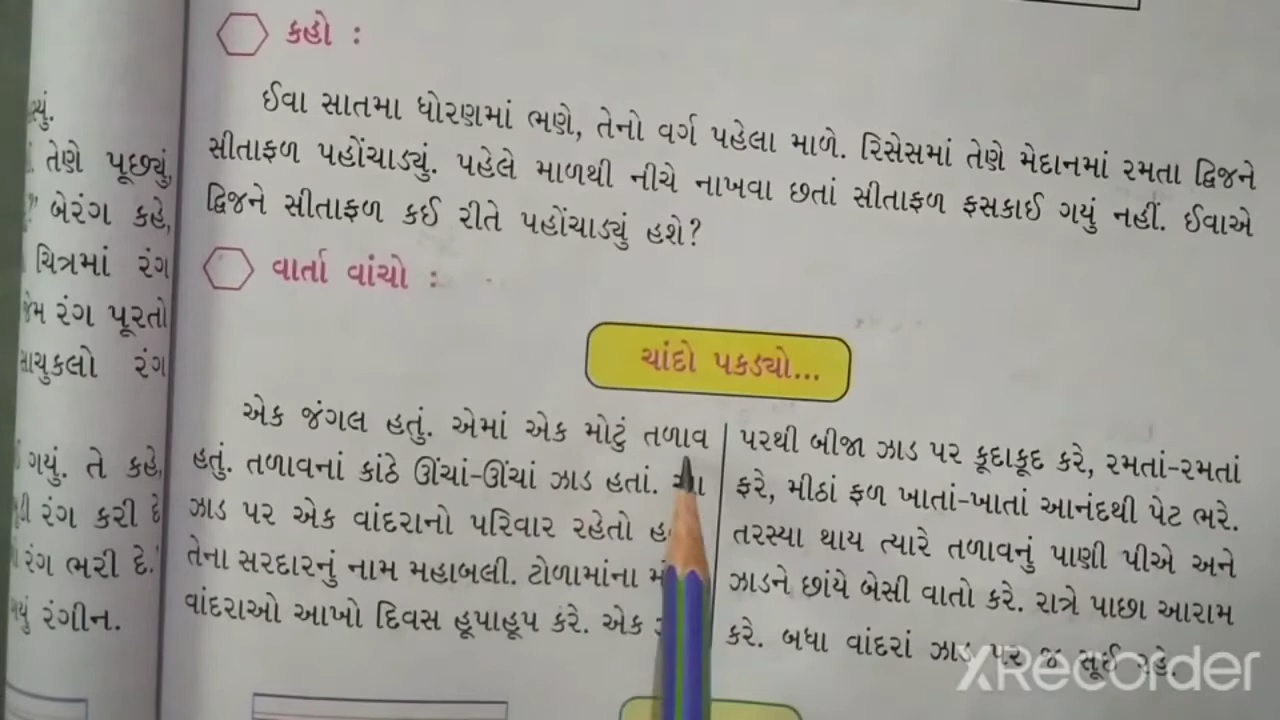 કહો :
ઈવા સાતમા ધોરણમાં ભણે, તેનો વર્ગ પહેલા માળે. રિસેસમાં તેણે મેદાનમાં રમતા દ્વિજને
સીતાફળ પહોંચાડ્યું. પહેલે માળથી નીચે નાખવા છતાં સીતાફળ ફસકાઈ ગયું નહીં. ઈવાએ
દ્વિજને સીતાફળ કઈ રીતે પહોંચાડ્યું હશે?
વાર્તા વાંચો :
ચાંદો પકડ્યો...
એક જંગલ હતું. એમાં એક મોટું તળાવ
હતું. તળાવનાં કાંઠે ઊંચાં-ઊંચાં ઝાડ હતાં.
ઝાડ પર એક વાંદરાનો પરિવાર રહેતો
તેના સરદારનું નામ મહાબલી. ટોળામાંના
વાંદરાઓ આખો દિવસ હૂપાહૂપ કરે. એક
પરથી બીજા ઝાડ પર કૂદાકૂદ કરે, રમતાં-રમતાં
ફરે, મીઠાં ફળ ખાતાં-ખાતાં આનંદથી પેટ ભરે.
તરસ્યા થાય ત્યારે તળાવનું પાણી પીએ અને
ઝાડને છાંયે બેસી વાતો કરે. રાત્રે પાછા આરામ
કરે. બધા વાંદરાં ઝાડ પર જ સૂઈ રહે.
તેણે પૂછ્યું,
બેરંગ કહે,
ચિત્રમાં રંગ
જેમ રંગ પૂરતો
રંગ
ગયું. તે કહે,
રંગ કરી દે
રંગ ભરી દે.'
રંગીન.
XRecorder